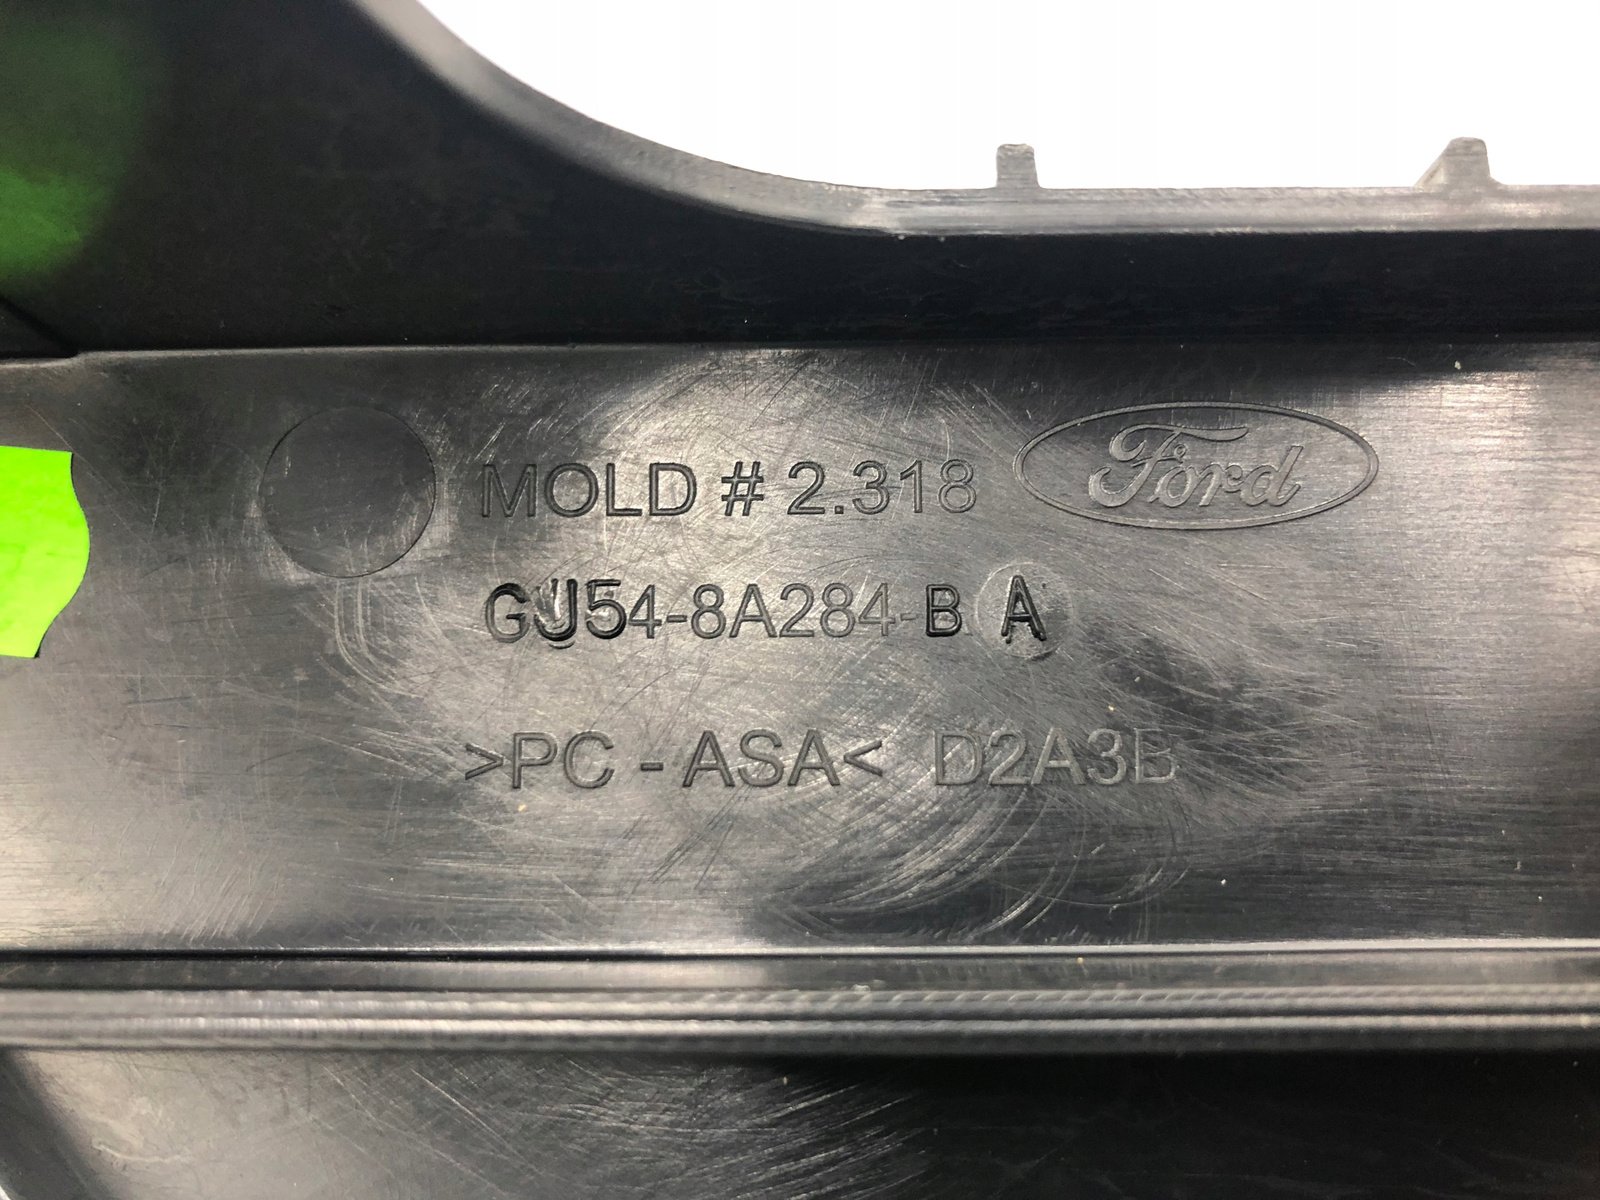 MOLD # 2.318 Ford
GJ54-8A284-B A
>PC - ASA< D2A3B